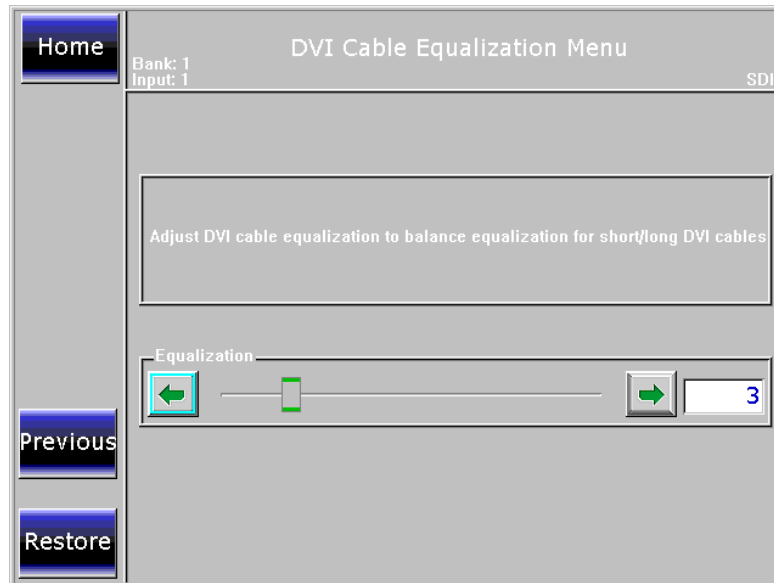 Home
DVI Cable Equalization Menu
Bank: 1
Input: 1
SDI
Adjust DVI cable equalization to balance equalization for short/long DVI cables
Equalization
3
Previous
Restore